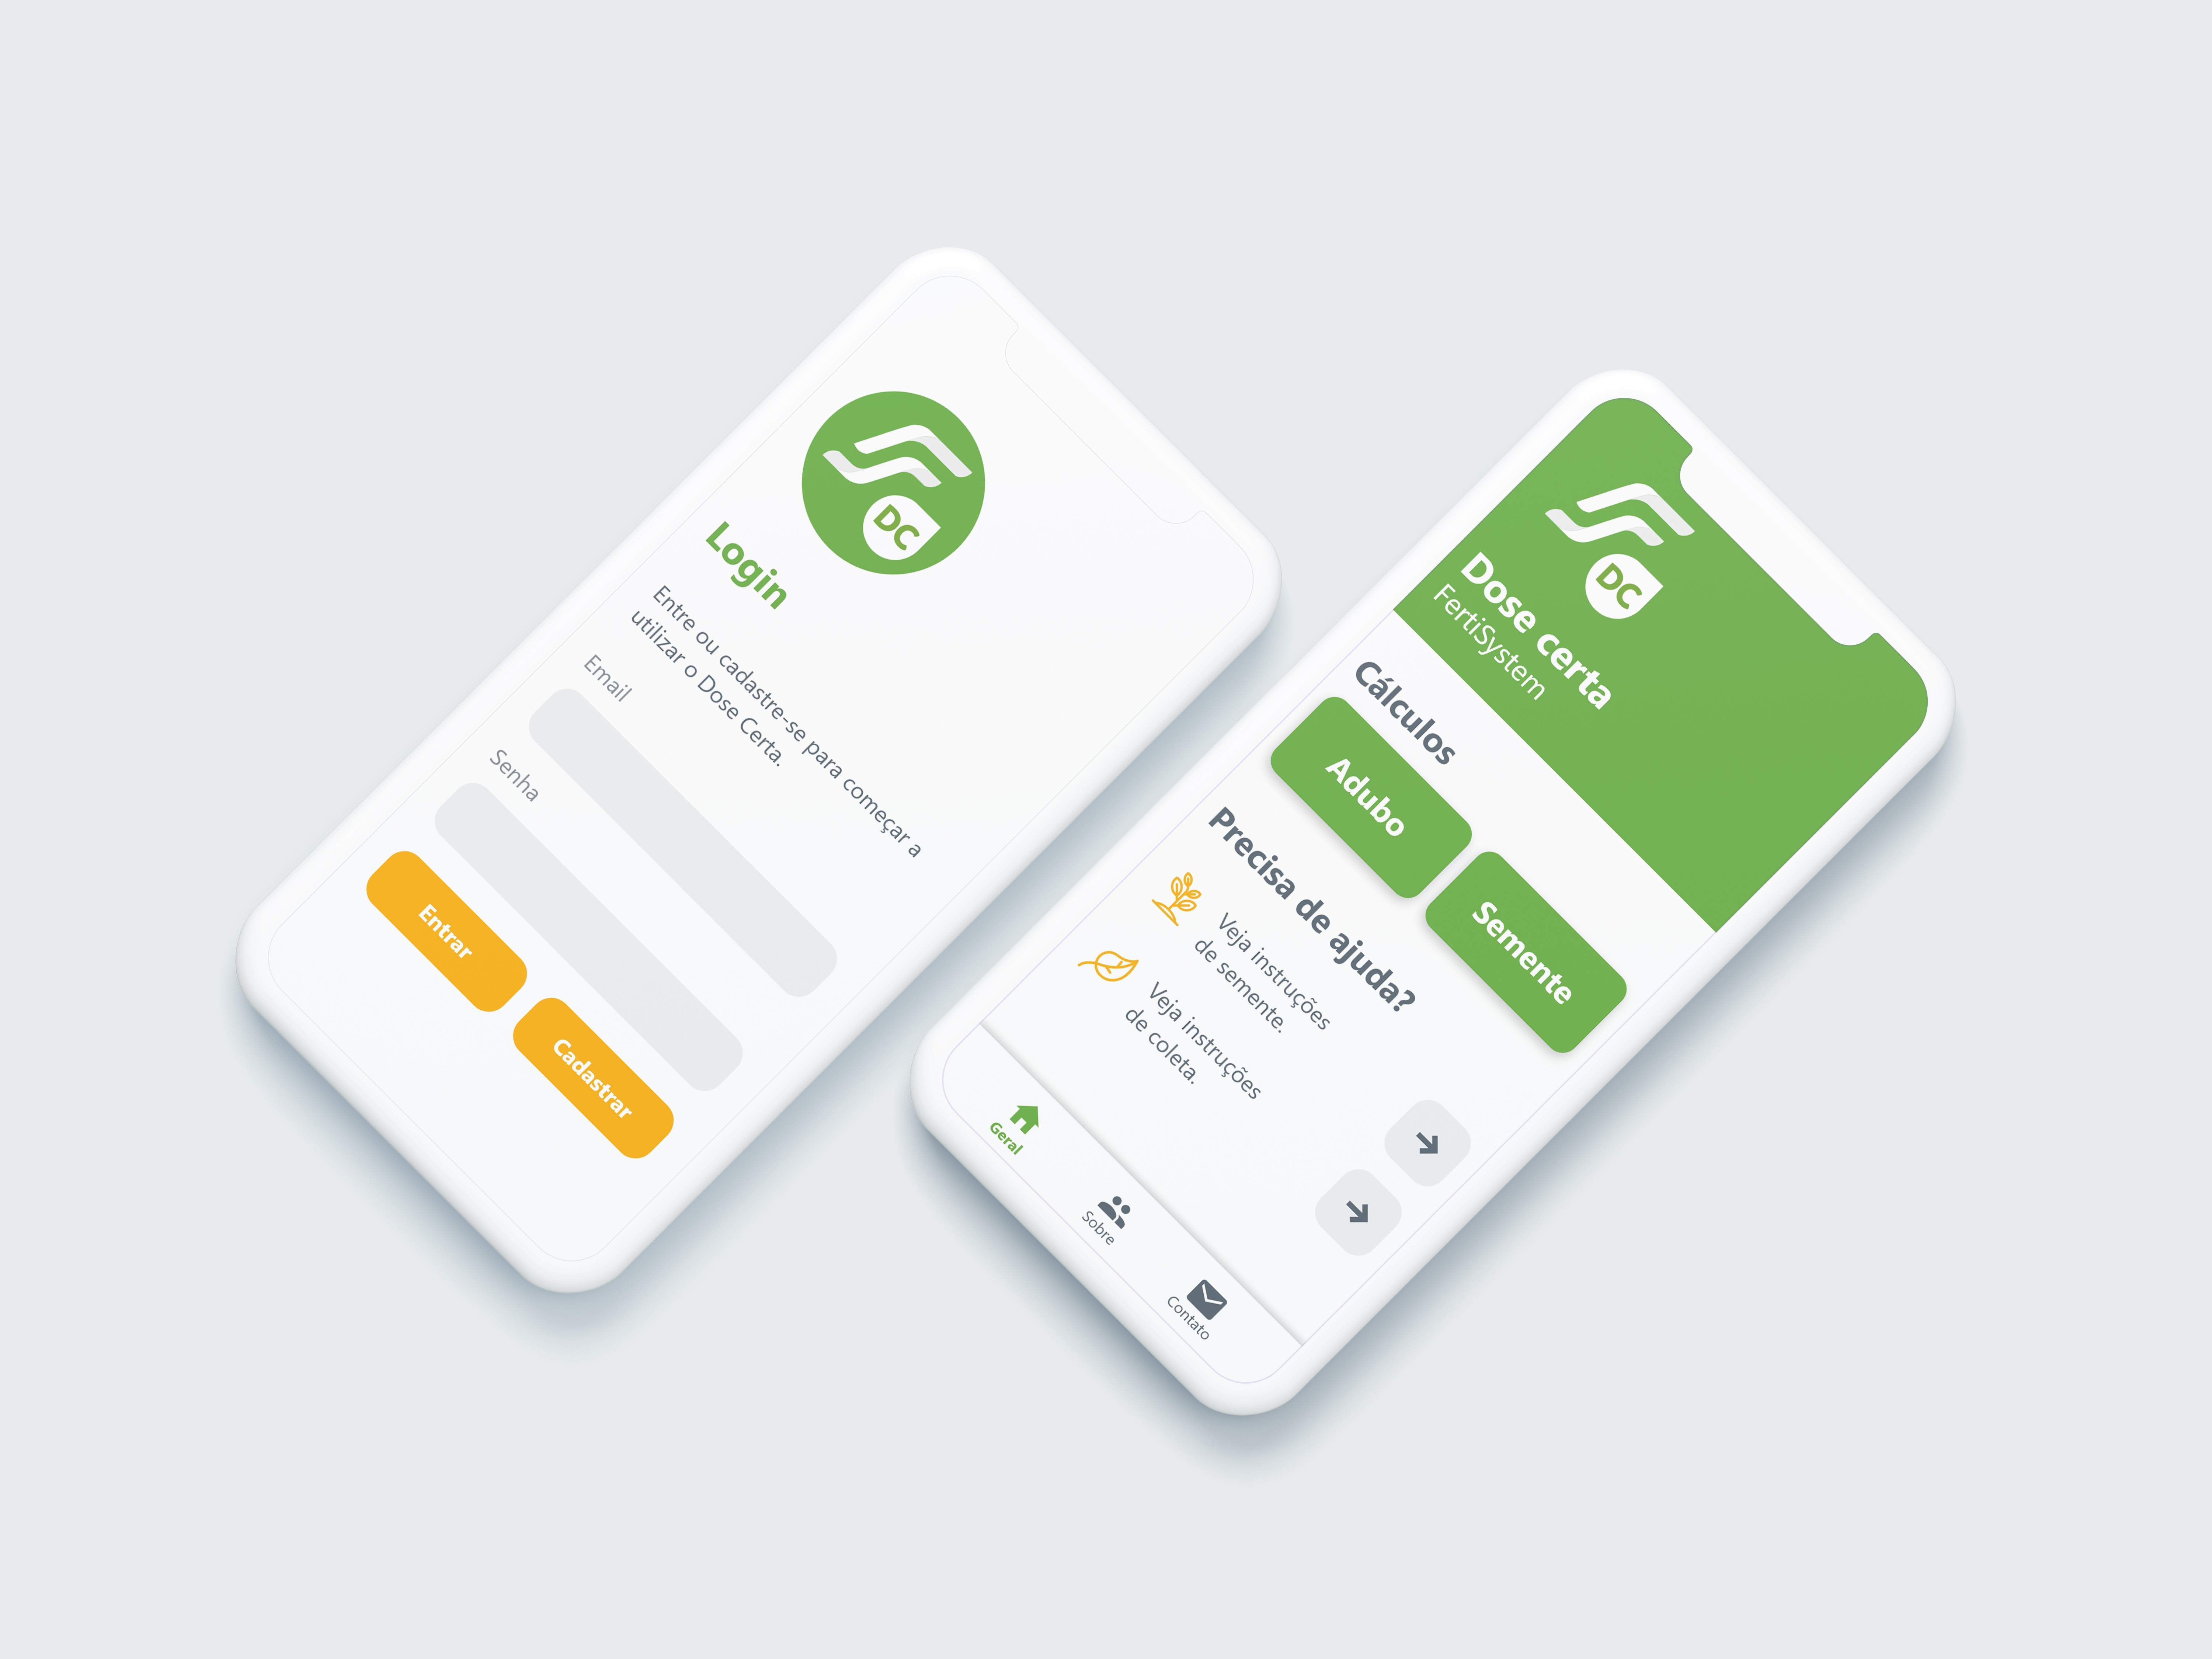 DC
Login
Entre ou cadastre-se para começar a
utilizar o Dose Certa.
Email
Senha
Entrar
Cadastrar
DC
Dose certa
FertiSystem
Cálculos
Adubo
Semente
Precisa de ajuda?
Veja instruções
de semente.
Veja instruções
de coleta.
Geral
Sobre
Contato